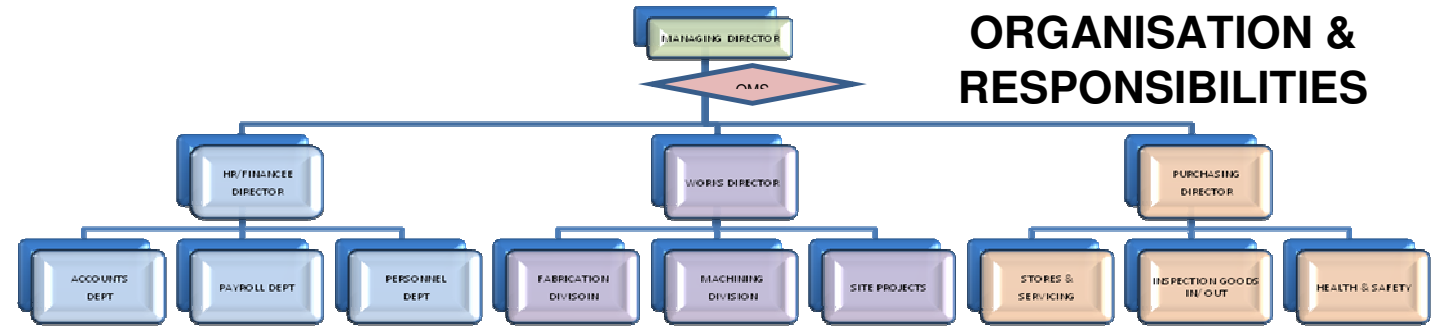 MANAGING DIRECTOR
ORGANISATION &
RESPONSIBILITIES
QMS
HR/FINANCEE
DIRECTOR
WORKS DIRECTOR
PURCHASING
DIRECTOR
ACCOUNTS
DEPT
PAYROLL DEPT
PERSONNEL
DEPT
FABRICATION
DIVISOIN
MACHINING
DIVISION
SITE PROJECTS
STORES &
SERVICING
INSPECTION GOODS
IN/OUT
HEALTH & SAFETY